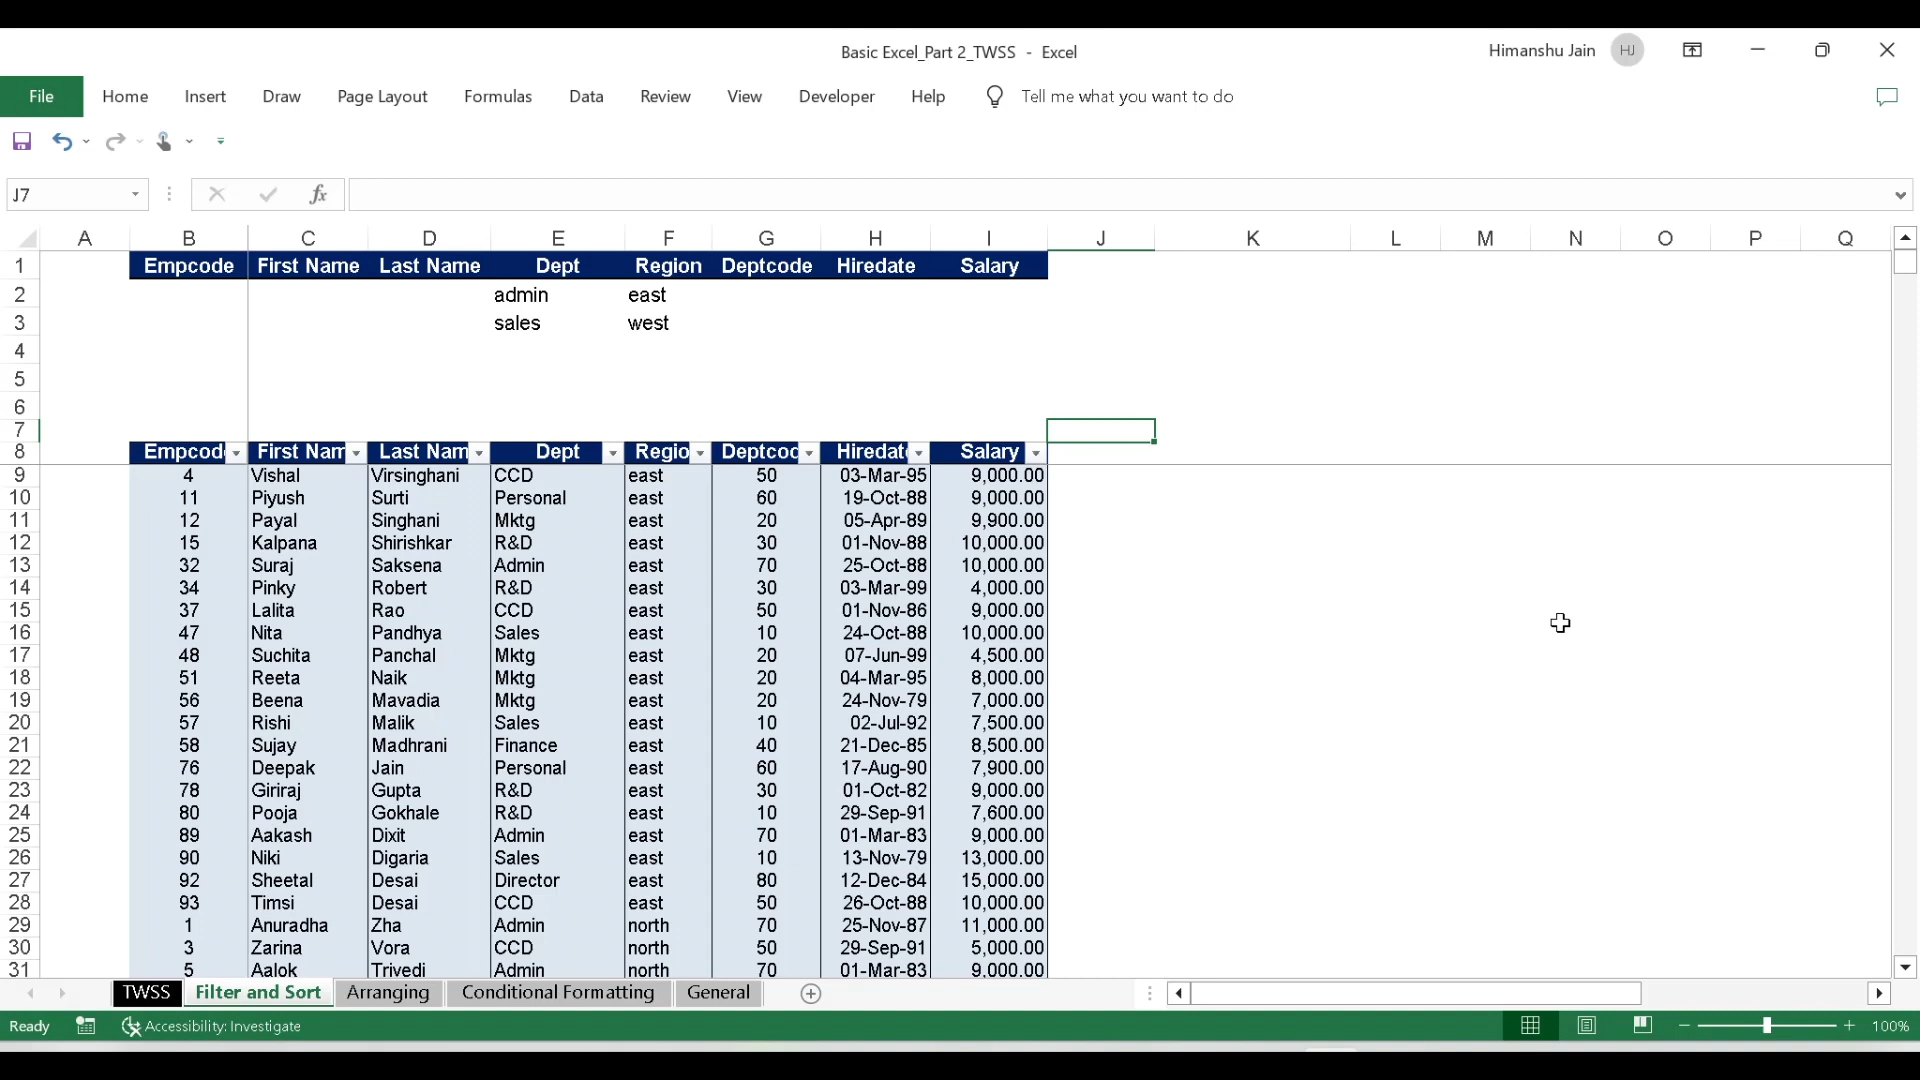 Basic Excel_Part 2_TWSS - Excel
Himanshu Jain HJ
File Home Insert Draw Page Layout Formulas Data Review View Developer Help Tell me what you want to do
J7 fx
A B C D E F G H I J K L M N O P Q
1 Empcode First Name Last Name Dept Region Deptcode Hiredate Salary
2 admin east
3 sales west
4
5
6
7
8 Empcod First Nam Last Nam Dept Regio Deptcod Hiredat Salary
9 4 Vishal Virsinghani CCD east 50 03-Mar-95 9,000.00
10 11 Piyush Surti Personal east 60 19-Oct-88 9,000.00
11 12 Payal Singhani Mktg east 20 05-Apr-89 9,900.00
12 15 Kalpana Shirishkar R&D east 30 01-Nov-88 10,000.00
13 32 Suraj Saksena Admin east 70 25-Oct-88 10,000.00
14 34 Pinky Robert R&D east 30 03-Mar-99 4,000.00
15 37 Lalita Rao CCD east 50 01-Nov-86 9,000.00
16 47 Nita Pandhya Sales east 10 24-Oct-88 10,000.00
17 48 Suchita Panchal Mktg east 20 07-Jun-99 4,500.00
18 51 Reeta Naik Mktg east 20 04-Mar-95 8,000.00
19 56 Beena Mavadia Mktg east 20 24-Nov-79 7,000.00
20 57 Rishi Malik Sales east 10 02-Jul-92 7,500.00
21 58 Sujay Madhrani Finance east 40 21-Dec-85 8,500.00
22 76 Deepak Jain Personal east 60 17-Aug-90 7,900.00
23 78 Giriraj Gupta R&D east 30 01-Oct-82 9,000.00
24 80 Pooja Gokhale R&D east 10 29-Sep-91 7,600.00
25 89 Aakash Dixit Admin east 70 01-Mar-83 9,000.00
26 90 Niki Digaria Sales east 10 13-Nov-79 13,000.00
27 92 Sheetal Desai Director east 80 12-Dec-84 15,000.00
28 93 Timsi Desai CCD east 50 26-Oct-88 10,000.00
29 1 Anuradha Zha Admin north 70 25-Nov-87 11,000.00
30 3 Zarina Vora CCD north 50 29-Sep-91 5,000.00
31 5 Aalok Trivedi Admin north 70 01-Mar-83 9,000.00
TWSS Filter and Sort Arranging Conditional Formatting General
Ready Accessibility: Investigate 100%